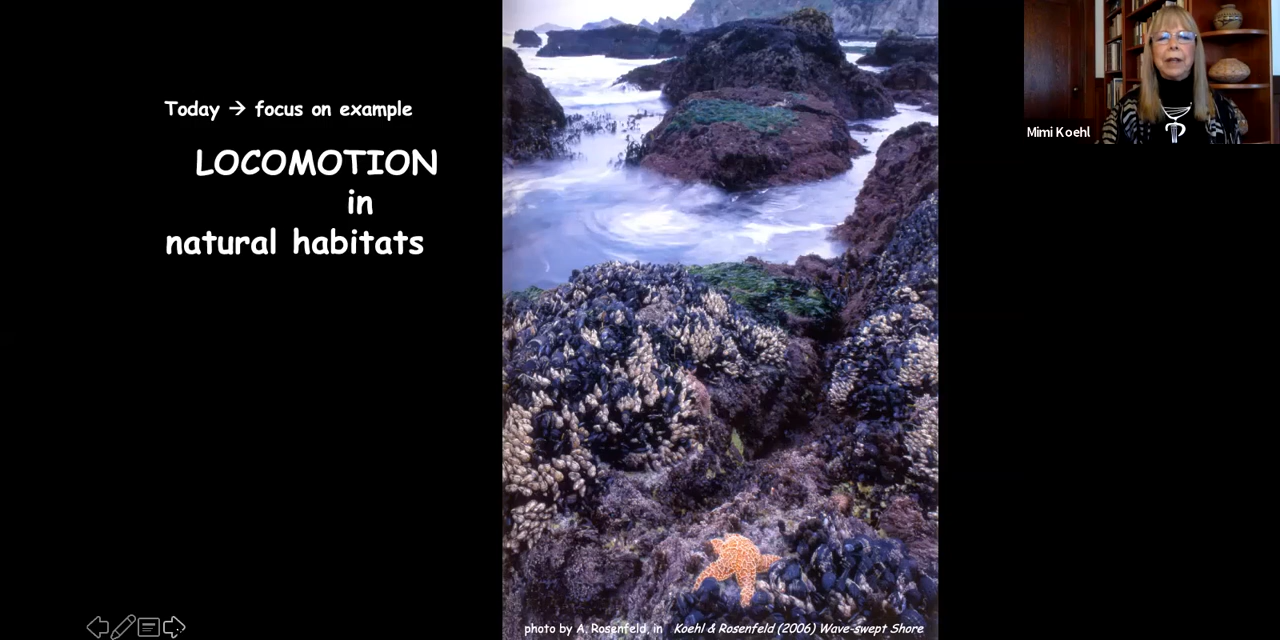 Today → focus on example
LOCOMOTION
in
natural habitats
Mimi Koehl
photo by A. Rosenfeld, in Koehl & Rosenfeld (2006) Wave-swept Shore